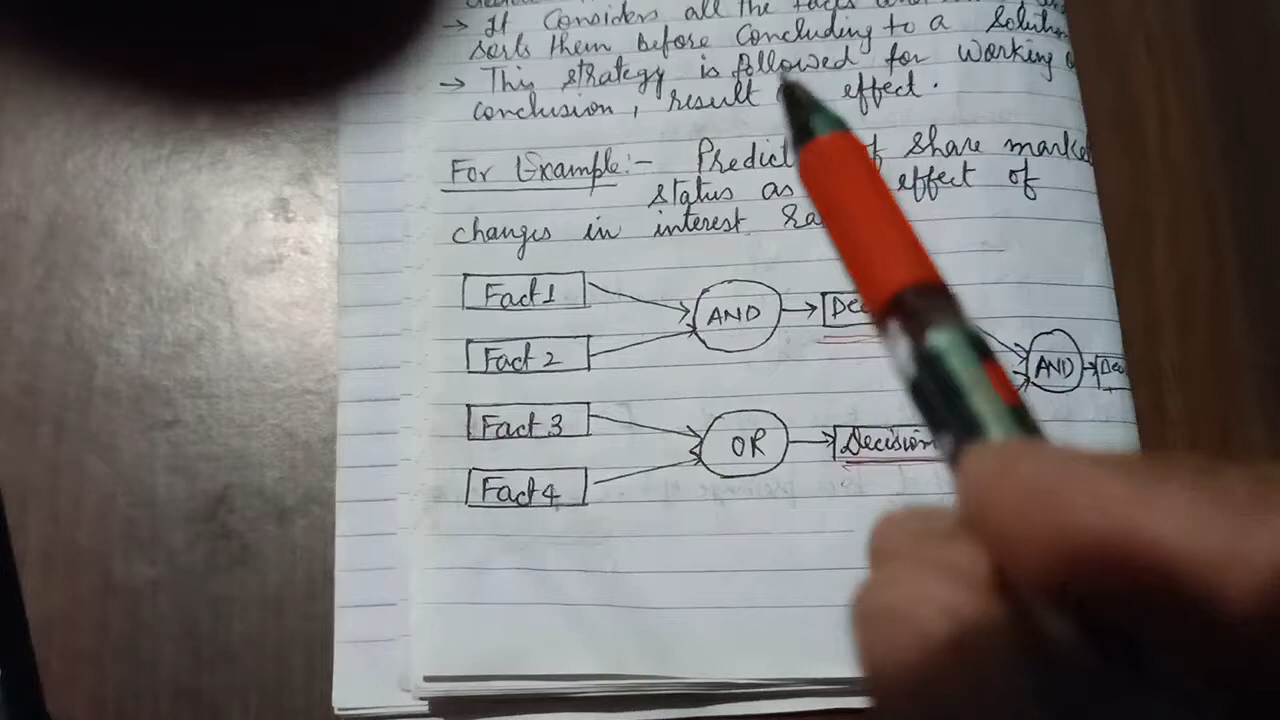 → It Considers all the facts and
sorts them before Concluding to a
→ This strategy is followed for working
conclusion, result effect.
For Example:- share
status as effect of
changes in interest
Fact 1
AND
Fact 2
AND
Fact 3
OR
Decision
Fact 4